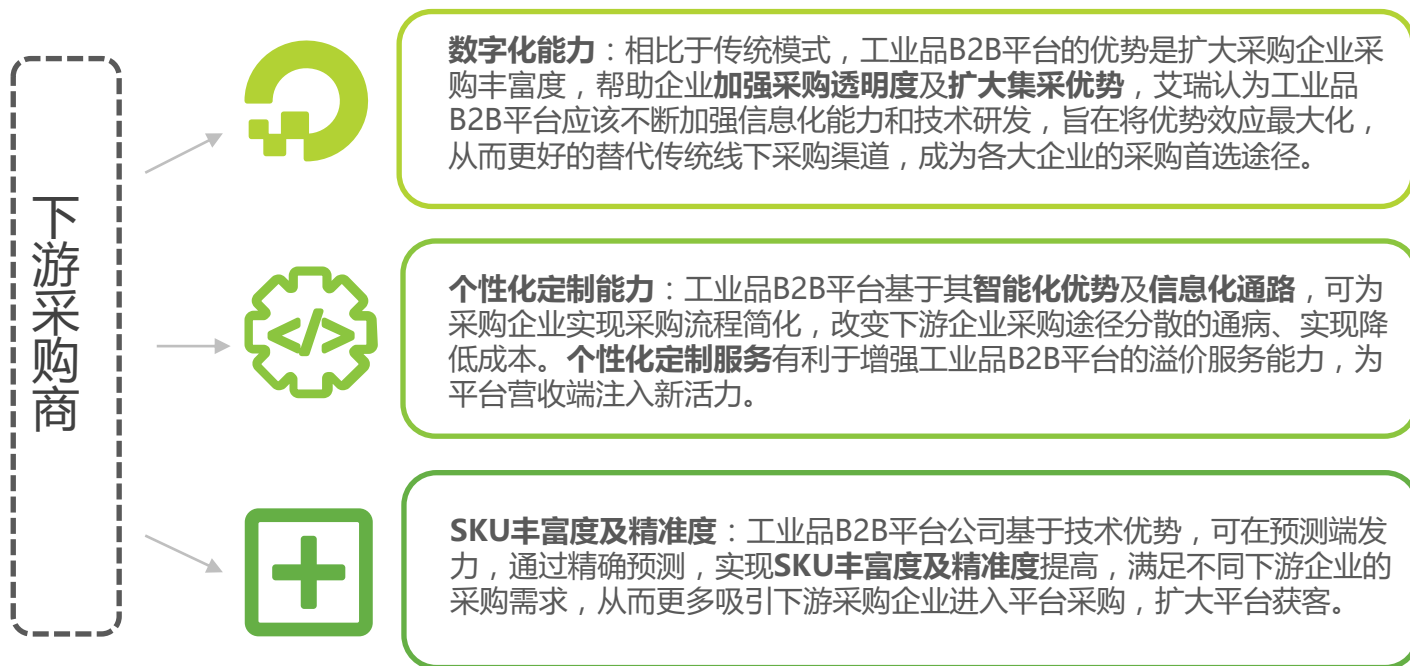 下游采购商
数字化能力：相比于传统模式，工业品B2B平台的优势是扩大采购企业采
购丰富度，帮助企业加强采购透明度及扩大集采优势，艾瑞认为工业品
B2B平台应该不断加强信息化能力和技术研发，旨在将优势效应最大化，
从而更好的替代传统线下采购渠道，成为各大企业的采购首选途径。
</>
个性化定制能力：工业品B2B平台基于其智能化优势及信息化通路，可为
采购企业实现采购流程简化，改变下游企业采购途径分散的通病、实现降
低成本。个性化定制服务有利于增强工业品B2B平台的溢价服务能力，为
平台营收端注入新活力。
SKU丰富度及精准度：工业品B2B平台公司基于技术优势，可在预测端发
力，通过精确预测，实现SKU丰富度及精准度提高，满足不同下游企业的
采购需求，从而更多吸引下游采购企业进入平台采购，扩大平台获客。